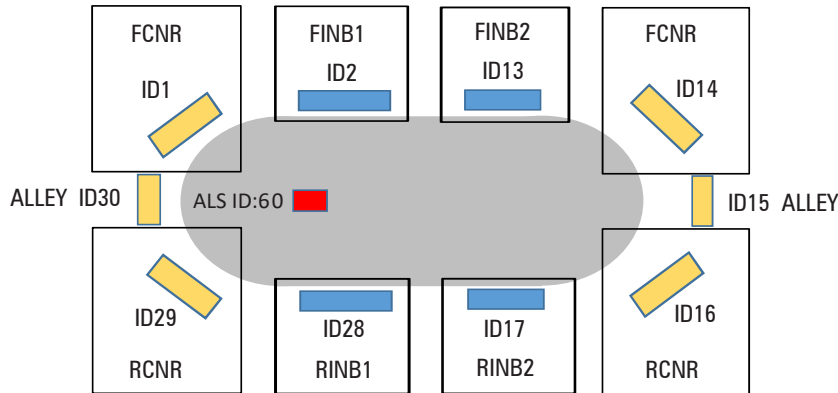 FCNR
FINB1
FINB2
FCNR
ID1
ID2
ID13
ID14
ALLEY ID30
ALS ID:60
ID15 ALLEY
ID29
ID28
ID17
ID16
RCNR
RINB1
RINB2
RCNR